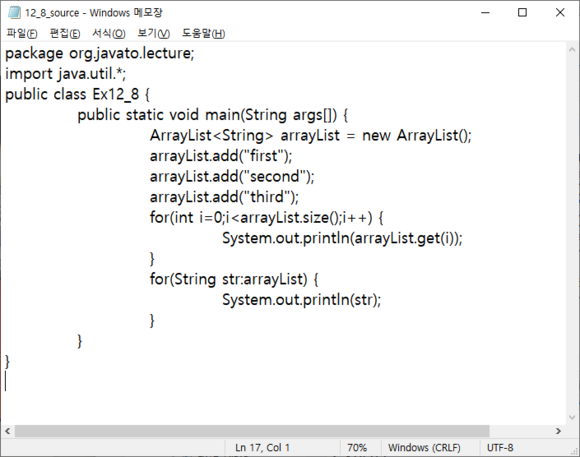 12_8_source - Windows 메모장
파일(F) 편집(E) 서식(O) 보기(V) 도움말(H)
package org.javato.lecture;
import java.util.*;
public class Ex12_8 {
public static void main(String args[]) {
ArrayList<String> arrayList = new ArrayList();
arrayList.add("first");
arrayList.add("second");
arrayList.add("third");
for(int i=0;i<arrayList.size();i++) {
System.out.println(arrayList.get(i));
}
for(String str:arrayList) {
System.out.println(str);
}
}
}
Ln 17, Col 1 70% Windows (CRLF) UTF-8